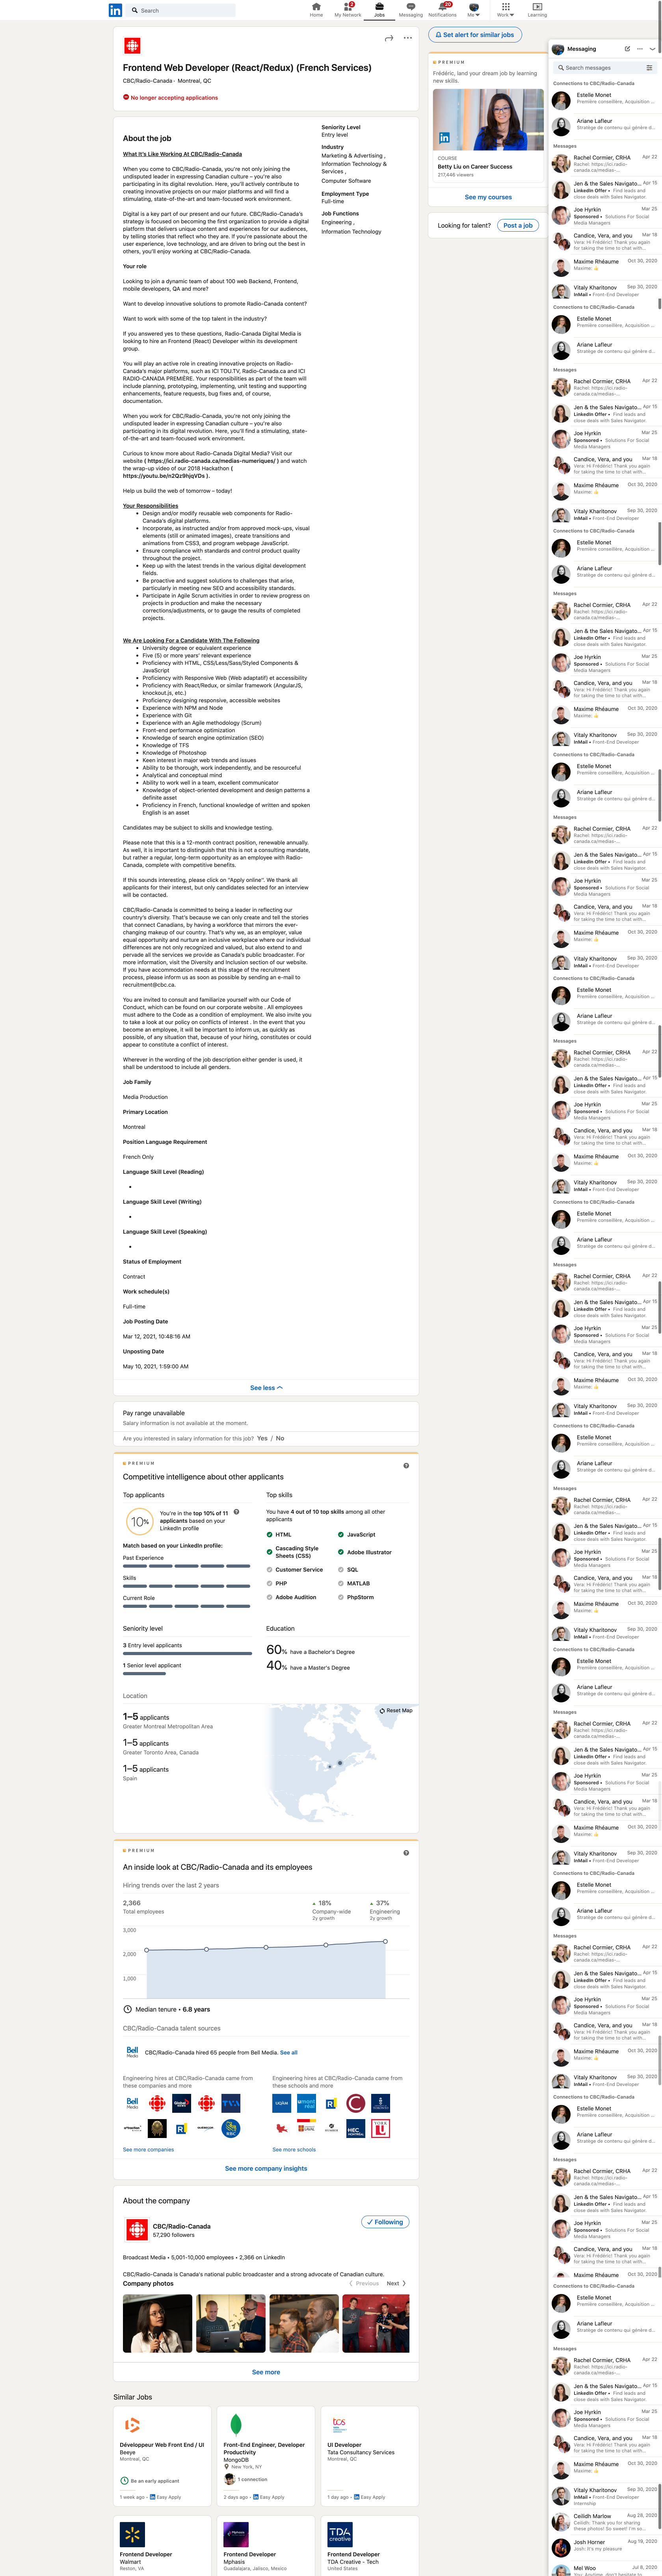 Search
Home
My Network
Jobs
Messaging
Notifications
Me
Work
Learning
Frontend Web Developer (React/Redux) (French Services)
CBC/Radio-Canada · Montreal, QC
No longer accepting applications
Set alert for similar jobs
PREMIUM
Frédéric, land your dream job by learning
new skills.
COURSE
Betty Liu on Career Success
217,446 viewers
See my courses
Looking for talent? Post a job
About the job
What It's Like Working At CBC/Radio-Canada
When you come to CBC/Radio-Canada, you're not only joining the
undisputed leader in expressing Canadian culture - you're also
participating in its digital revolution. Here, you'll actively contribute to
creating innovative projects on our major platforms and will find a
stimulating, state-of-the-art and team-focused work environment.
Digital is a key part of our present and our future. CBC/Radio-Canada's
strategy is focused on becoming the first organization to provide a digital
platform that delivers unique content and experiences for our audiences,
by telling stories that reflect who they are. If you're passionate about the
user experience, love technology, and are driven to bring out the best in
others, you'll enjoy working at CBC/Radio-Canada.
Your role
Looking to join a dynamic team of about 100 web Backend, Frontend,
mobile developers, QA and more?
Want to develop innovative solutions to promote Radio-Canada content?
Want to work with some of the top talent in the industry?
If you answered yes to these questions, Radio-Canada Digital Media is
looking to hire an Frontend (React) Developer within its development
group.
You will play an active role in creating innovative projects on Radio-
Canada's major platforms, such as ICI TOU.TV, Radio-Canada.ca and ICI
RADIO-CANADA PREMIÈRE. Your responsibilities as part of the team will
include planning, prototyping, implementing, unit testing and supporting
enhancements, feature requests, bug fixes and, of course,
documentation.
When you work for CBC/Radio-Canada, you're not only joining the
undisputed leader in expressing Canadian culture – you're also
participating in its digital revolution. Here, you'll find a stimulating, state-
of-the-art and team-focused work environment.
Curious to know more about Radio-Canada Digital Media? Visit our
website ( https://ici.radio-canada.ca/medias-numeriques/ ) and watch
the wrap-up video of our 2018 Hackathon (
https://youtu.be/n2Qz9hjqVDs ).
Help us build the web of tomorrow – today!
Your Responsibilities
• Design and/or modify reusable web components for Radio-
Canada's digital platforms.
• Incorporate, as instructed and/or from approved mock-ups, visual
elements (still or animated images), create transitions and
animations from CSS3, and program webpage JavaScript.
• Ensure compliance with standards and control product quality
throughout the project.
• Keep up with the latest trends in the various digital development
fields.
• Be proactive and suggest solutions to challenges that arise,
particularly in meeting new SEO and accessibility standards.
• Participate in Agile Scrum activities in order to review progress on
projects in production and make the necessary
corrections/adjustments, or to gauge the results of completed
projects.
We Are Looking For a Candidate With The Following
• University degree or equivalent experience
• Five (5) or more years' relevant experience
• Proficiency with HTML, CSS/Less/Sass/Styled Components &
JavaScript
• Proficiency with Responsive Web (Web adaptatif) et accessibility
• Proficiency with React/Redux, or similar framework (AngularJS,
knockout.js, etc.)
• Proficiency designing responsive, accessible websites
• Experience with NPM and Node
• Experience with Git
• Experience with an Agile methodology (Scrum)
• Front-end performance optimization
• Knowledge of search engine optimization (SEO)
• Knowledge of TFS
• Knowledge of Photoshop
• Keen interest in major web trends and issues
• Ability to be thorough, work independently, and be resourceful
• Analytical and conceptual mind
• Ability to work well in a team, excellent communicator
• Knowledge of object-oriented development and design patterns a
definite asset
• Proficiency in French, functional knowledge of written and spoken
English is an asset
Candidates may be subject to skills and knowledge testing.
Please note that this is a 12-month contract position, renewable annually.
As well, it is important to distinguish that this is not a consulting mandate,
but rather a regular, long-term opportunity as an employee with Radio-
Canada, complete with competitive benefits.
If this sounds interesting, please click on "Apply online". We thank all
applicants for their interest, but only candidates selected for an interview
will be contacted.
CBC/Radio-Canada is committed to being a leader in reflecting our
country's diversity. That's because we can only create and tell the stories
that connect Canadians, by having a workforce that mirrors the ever-
changing makeup of our country. That's why we, as an employer, value
equal opportunity and nurture an inclusive workplace where our individual
differences are not only recognized and valued, but also extend to and
pervade all the services we provide as Canada's public broadcaster. For
more information, visit the Diversity and Inclusion section of our website.
If you have accommodation needs at this stage of the recruitment
process, please inform us as soon as possible by sending an e-mail to
recruitment@cbc.ca.
You are invited to consult and familiarize yourself with our Code of
Conduct, which can be found on our corporate website . All employees
must adhere to the Code as a condition of employment. We also invite you
to take a look at our policy on conflicts of interest . In the event that you
become an employee, it will be important to inform us, as quickly as
possible, of any situation that, because of your hiring, constitutes or could
appear to constitute a conflict of interest.
Wherever in the wording of the job description either gender is used, it
shall be understood to include all genders.
Job Family
Media Production
Primary Location
Montreal
Position Language Requirement
French Only
Language Skill Level (Reading)
•
Language Skill Level (Writing)
•
Language Skill Level (Speaking)
•
Status of Employment
Contract
Work schedule(s)
Full-time
Job Posting Date
Mar 12, 2021, 10:48:16 AM
Unposting Date
May 10, 2021, 1:59:00 AM
See less
Seniority Level
Entry level
Industry
Marketing & Advertising ,
Information Technology &
Services ,
Computer Software
Employment Type
Full-time
Job Functions
Engineering ,
Information Technology
Pay range unavailable
Salary information is not available at the moment.
Are you interested in salary information for this job? Yes / No
PREMIUM
Competitive intelligence about other applicants
Top applicants
10%
You're in the top 10% of 11
applicants based on your
LinkedIn profile
Match based on your LinkedIn profile:
Past Experience
Skills
Current Role
Top skills
You have 4 out of 10 top skills among all other
applicants
HTML
JavaScript
Cascading Style
Sheets (CSS)
Adobe Illustrator
Customer Service
SQL
PHP
MATLAB
Adobe Audition
PhpStorm
Seniority level
3 Entry level applicants
1 Senior level applicant
Education
60% have a Bachelor's Degree
40% have a Master's Degree
Location
1–5 applicants
Greater Montreal Metropolitan Area
1–5 applicants
Greater Toronto Area, Canada
1–5 applicants
Spain
Reset Map
PREMIUM
An inside look at CBC/Radio-Canada and its employees
Hiring trends over the last 2 years
2,366
Total employees
18%
Company-wide
2y growth
37%
Engineering
2y growth
3,000
2,000
1,000
Median tenure • 6.8 years
CBC/Radio-Canada talent sources
Bell
Media
CBC/Radio-Canada hired 65 people from Bell Media. See all
Engineering hires at CBC/Radio-Canada came from
these companies and more
See more companies
Engineering hires at CBC/Radio-Canada came from
these schools and more
See more schools
See more company insights
About the company
CBC/Radio-Canada
57,290 followers
Following
Broadcast Media • 5,001-10,000 employees • 2,366 on LinkedIn
CBC/Radio-Canada is Canada's national public broadcaster and a strong advocate of Canadian culture.
Company photos
Previous Next
See more
Similar Jobs
Développeur Web Front End / UI
Beeye
Montreal, QC
Be an early applicant
1 week ago • Easy Apply
Front-End Engineer, Developer
Productivity
MongoDB
New York, NY
1 connection
2 days ago • Easy Apply
tcs
UI Developer
Tata Consultancy Services
Montreal, QC
1 day ago • Easy Apply
Frontend Developer
Walmart
Reston, VA
Frontend Developer
Mphasis
Guadalajara, Jalisco, Mexico
TDA
creative
Frontend Developer
TDA Creative - Tech
United States
Messaging
Search messages
Connections to CBC/Radio-Canada
Estelle Monet
Première conseillère, Acquisition ...
Ariane Lafleur
Stratège de contenu qui génère d...
Messages
Rachel Cormier, CRHA Apr 22
Rachel: https://ici.radio-
canada.ca/medias-...
Jen & the Sales Navigato... Apr 15
LinkedIn Offer • Find leads and
close deals with Sales Navigator.
Joe Hyrkin Mar 25
Sponsored • Solutions For Social
Media Managers
Candice, Vera, and you Mar 18
Vera: Hi Frédéric! Thank you again
for taking the time to chat with...
Maxime Rhéaume Oct 30, 2020
Maxime: 👍
Vitaly Kharitonov Sep 30, 2020
InMail • Front-End Developer
Internship
Ceilidh Marlow Aug 28, 2020
Ceilidh: Thank you for sharing
these photos! So sweet! I'm so...
Josh Horner Aug 19, 2020
Josh: It's my pleasure
Mel Woo Jul 8, 2020